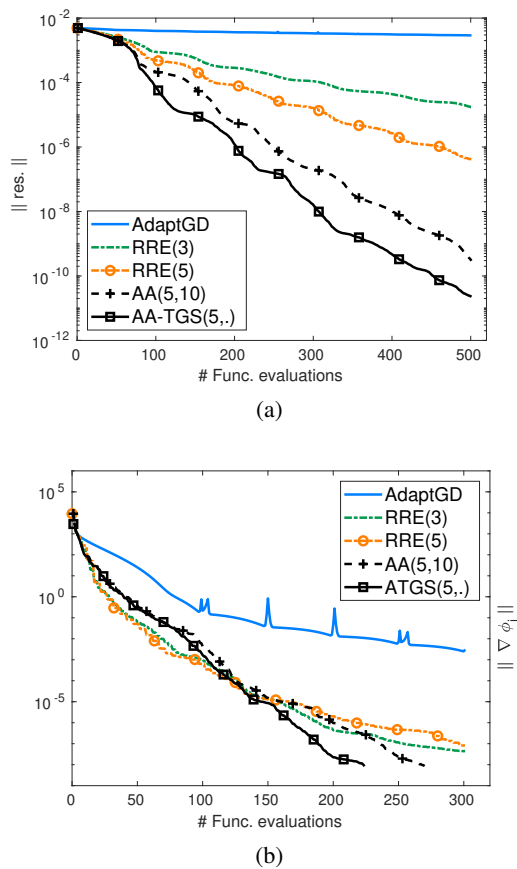 10^-2
10^-4
10^-6
10^-8
10^-10
10^-12
|| res. ||
AdaptGD
RRE(3)
RRE(5)
AA(5,10)
AA-TGS(5,.)
0 100 200 300 400 500
# Func. evaluations
(a)
10^5
10^0
10^-5
AdaptGD
RRE(3)
RRE(5)
AA(5,10)
ATGS(5,.)
|| ∇ ϕ_i ||
0 50 100 150 200 250 300
# Func. evaluations
(b)